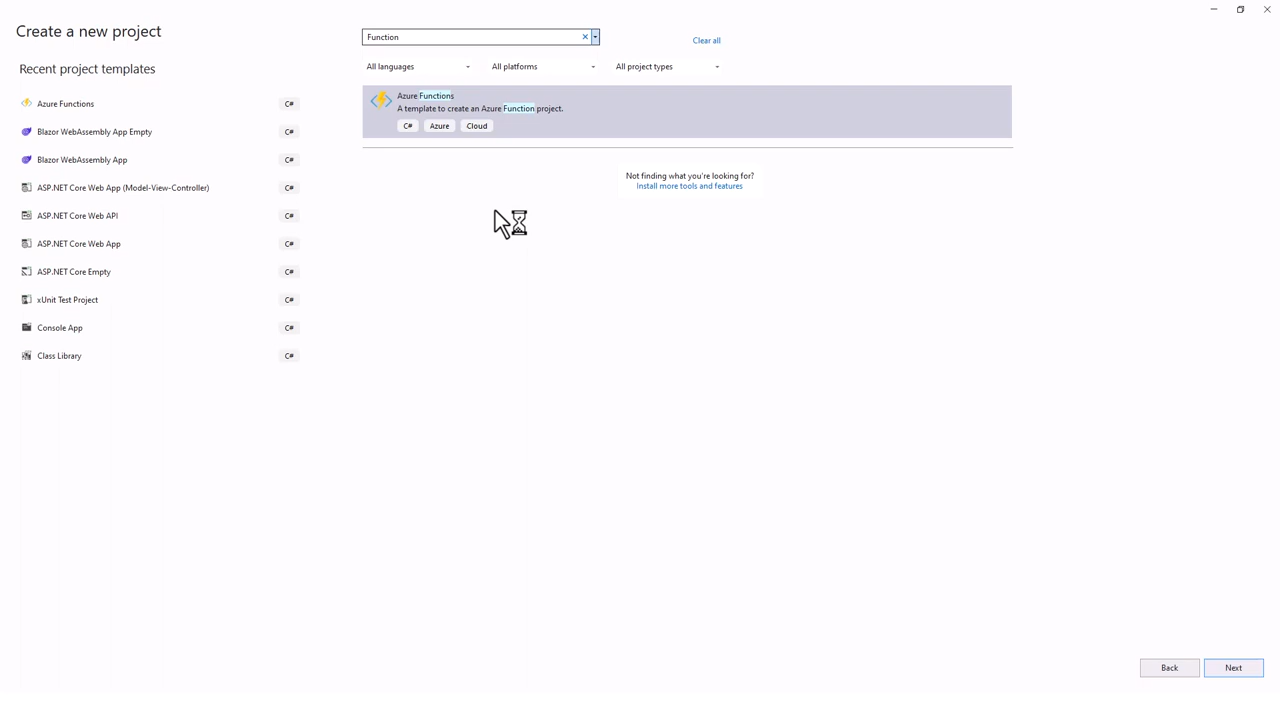 Create a new project
Recent project templates
Azure Functions C#
Blazor WebAssembly App Empty C#
Blazor WebAssembly App C#
ASP.NET Core Web App (Model-View-Controller) C#
ASP.NET Core Web API C#
ASP.NET Core Web App C#
ASP.NET Core Empty C#
xUnit Test Project C#
Console App C#
Class Library C#
Function
Clear all
All languages All platforms All project types
Azure Functions
A template to create an Azure Function project.
C# Azure Cloud
Not finding what you're looking for?
Install more tools and features
Back Next